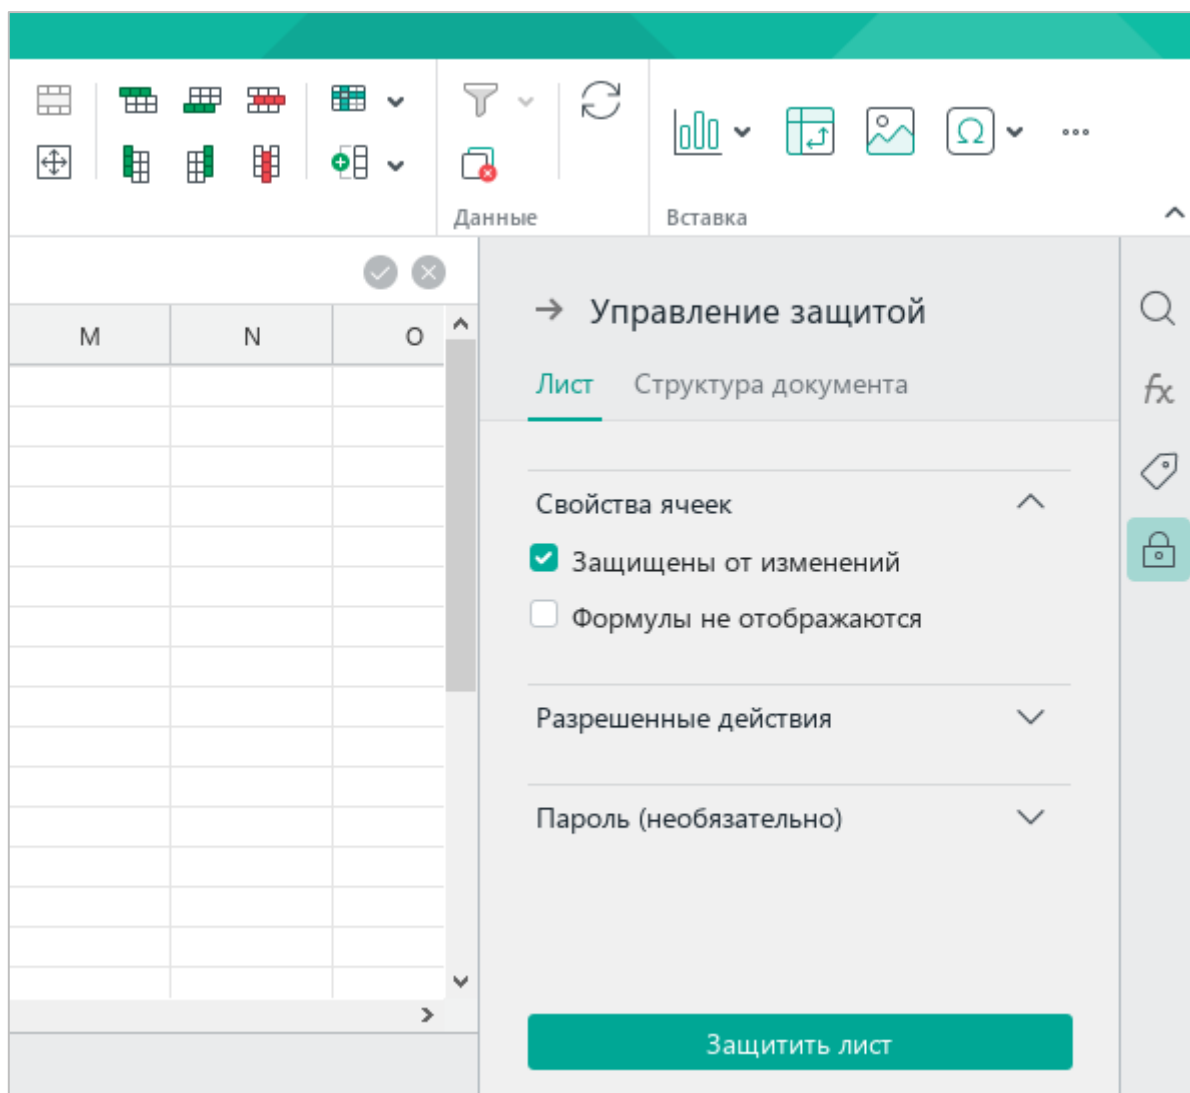 Данные
Вставка
M N O
Управление защитой
Лист Структура документа
Свойства ячеек
Защищены от изменений
Формулы не отображаются
Разрешенные действия
Пароль (необязательно)
Защитить лист